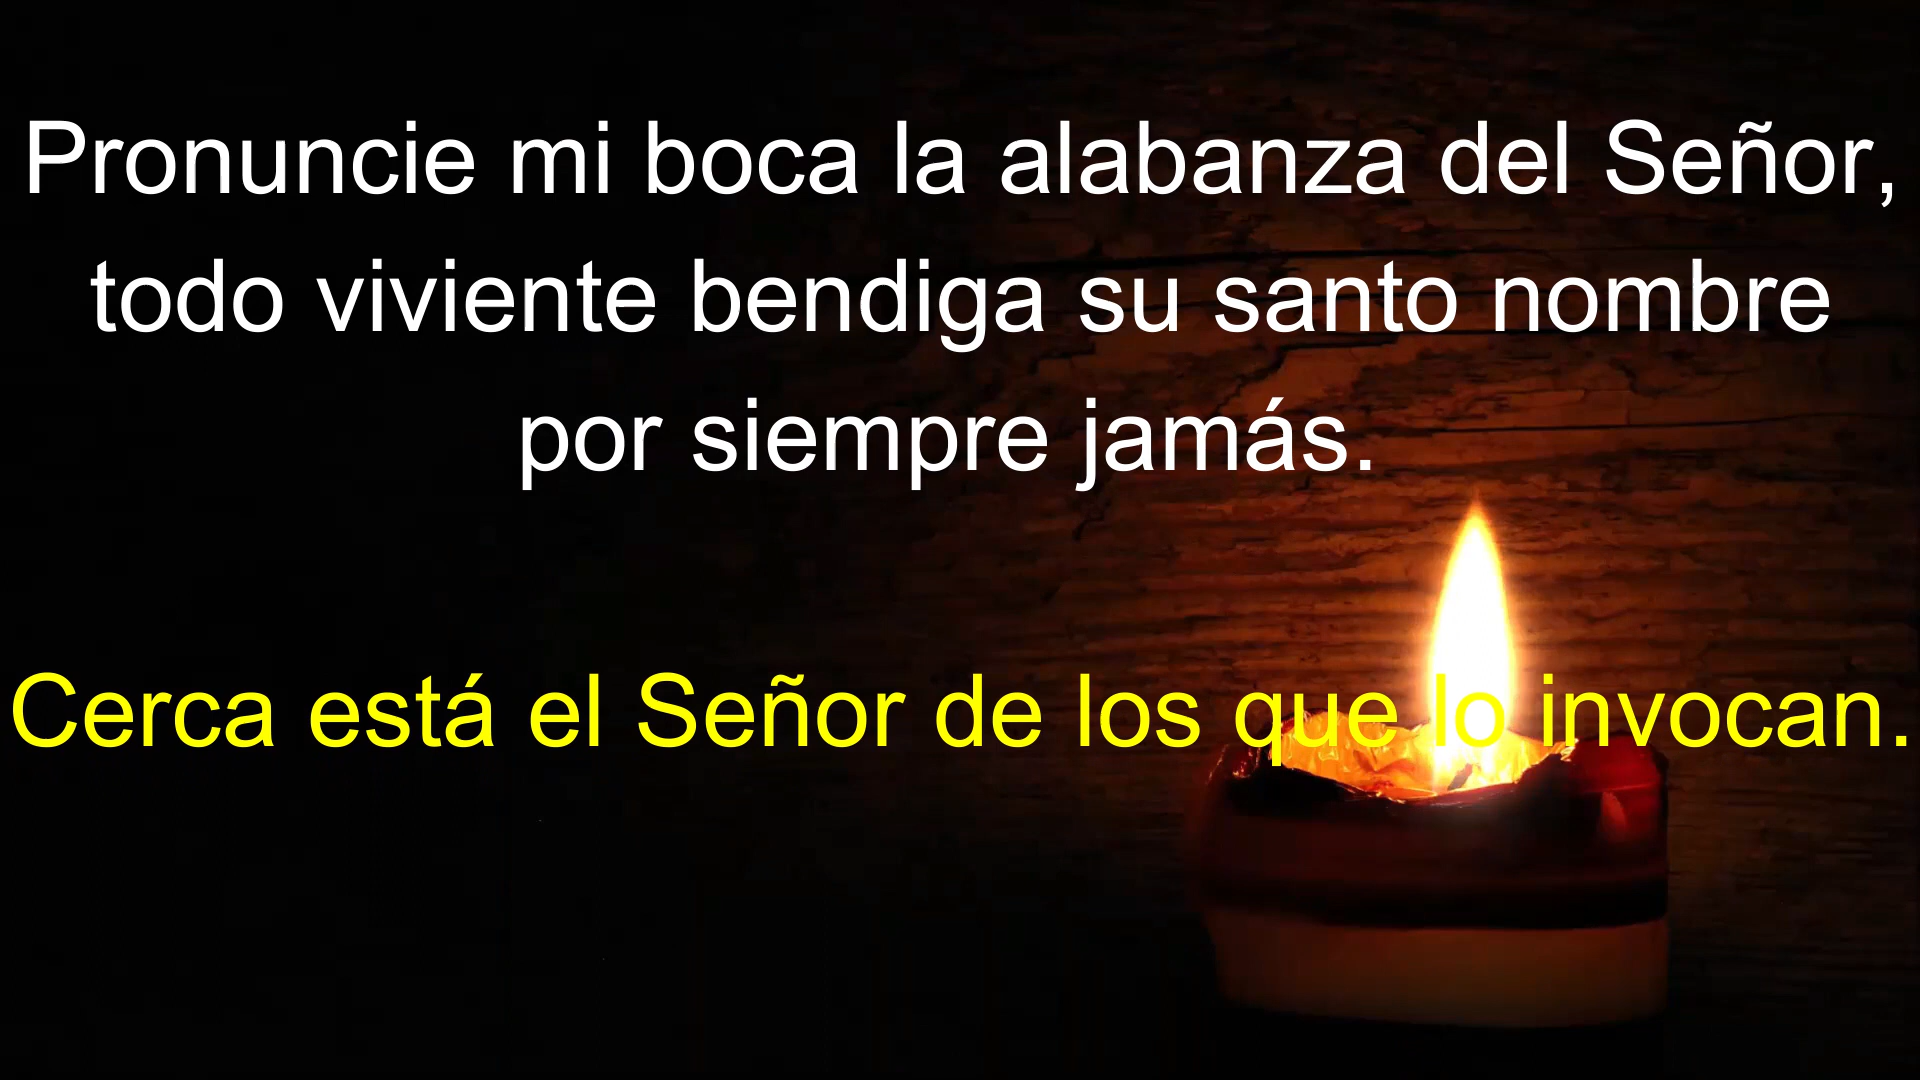 Pronuncie mi boca la alabanza del Señor,
todo viviente bendiga su santo nombre
por siempre jamás.
Cerca está el Señor de los que lo invocan.